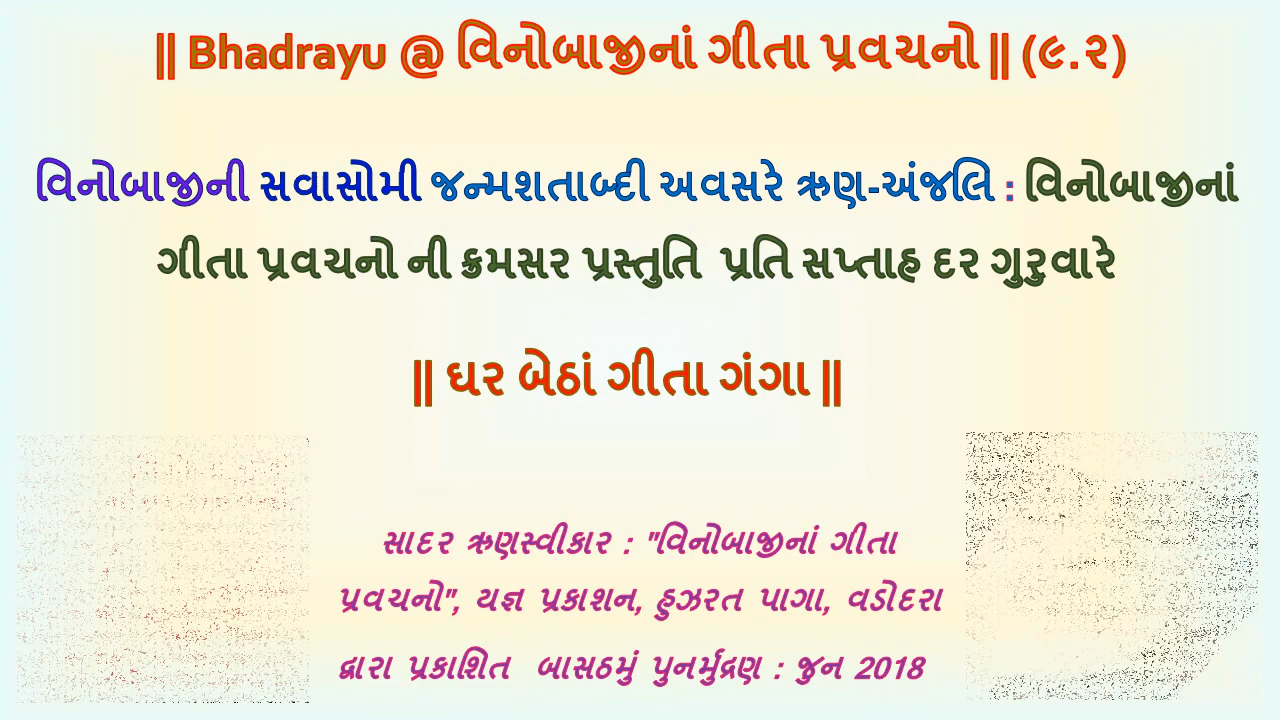 || Bhadrayu @ વિનોબાજીનાં ગીતા પ્રવચનો || (૯.૨)
વિનોબાજીની સવાસોમી જન્મશતાબ્દી અવસરે ઋણ-અંજલિ : વિનોબાજીનાં
ગીતા પ્રવચનો ની ક્રમસર પ્રસ્તુતિ પ્રતિ સપ્તાહ દર ગુરુવારે
|| ઘર બેઠાં ગીતા ગંગા ||
સાદર ઋણસ્વીકાર : "વિનોબાજીનાં ગીતા
પ્રવચનો", યજ્ઞ પ્રકાશન, હુઝરત પાગા, વડોદરા
દ્વારા પ્રકાશિત બાસઠમું પુનર્મુદ્રણ : જુન 2018